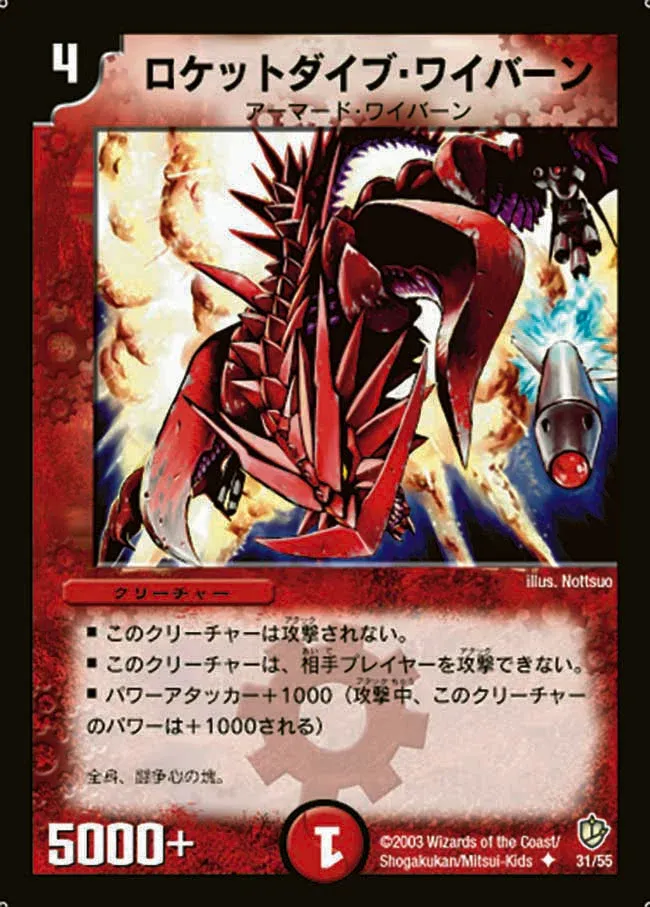 4
ロケットダイブ・ワイバーン
アーマード・ワイバーン
illus. Nottsuo
クリーチャー
■ このクリーチャーは攻撃されない。
■ このクリーチャーは、相手プレイヤーを攻撃できない。
■ パワーアタッカー＋1000（攻撃中、このクリーチャー
のパワーは＋1000される）
全身、闘争心の塊。
5000+
1
©2003 Wizards of the Coast/
Shogakukan/Mitsui-Kids
31/55